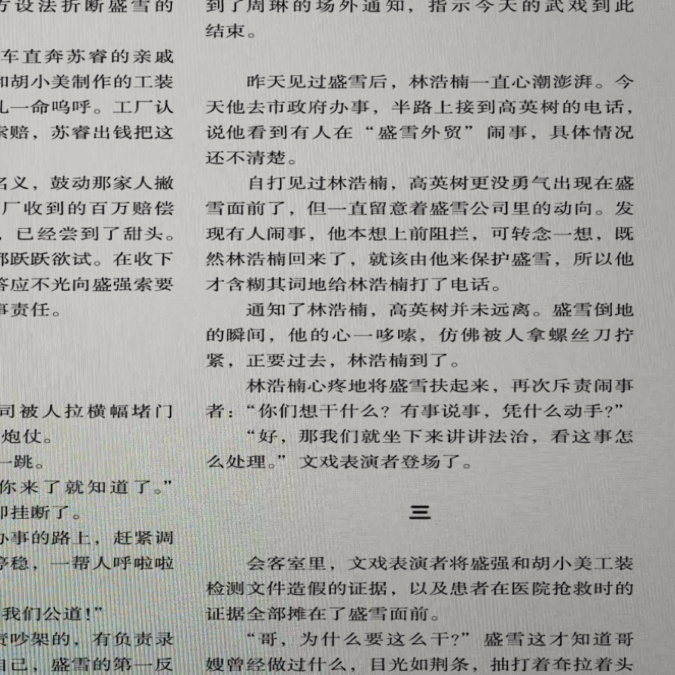 方设法折断盛雪的
车直奔苏睿的亲戚
和胡小美制作的工装
儿一命呜呼。工厂认
索赔，苏睿出钱把这
名义，鼓动那家人撇
厂收到的百万赔偿
，已经尝到了甜头。
都跃跃欲试。在收下
答应不光向盛强索要
事责任。
司被人拉横幅堵门
炮仗。
一跳。
你来了就知道了。”
即挂断了。
办事的路上，赶紧调
停稳，一帮人呼啦啦
我们公道！”
责吵架的，有负责录
自己，盛雪的第一反
到了周琳的场外通知，指示今天的武戏到此
结束。
昨天见过盛雪后，林浩楠一直心潮澎湃。今
天他去市政府办事，半路上接到高英树的电话，
说他看到有人在“盛雪外贸”闹事，具体情况
还不清楚。
自打见过林浩楠，高英树更没勇气出现在盛
雪面前了，但一直留意着盛雪公司里的动向。发
现有人闹事，他本想上前阻拦，可转念一想，既
然林浩楠回来了，就该由他来保护盛雪，所以他
才含糊其词地给林浩楠打了电话。
通知了林浩楠，高英树并未远离。盛雪倒地
的瞬间，他的心一哆嗦，仿佛被人拿螺丝刀拧
紧，正要过去，林浩楠到了。
林浩楠心疼地将盛雪扶起来，再次斥责闹事
者：“你们想干什么？有事说事，凭什么动手？”
“好，那我们就坐下来讲讲法治，看这事怎
么处理。”文戏表演者登场了。
三
会客室里，文戏表演者将盛强和胡小美工装
检测文件造假的证据，以及患者在医院抢救时的
证据全部摊在了盛雪面前。
“哥，为什么要这么干？”盛雪这才知道哥
嫂曾经做过什么，目光如荆条，抽打着耷拉着头